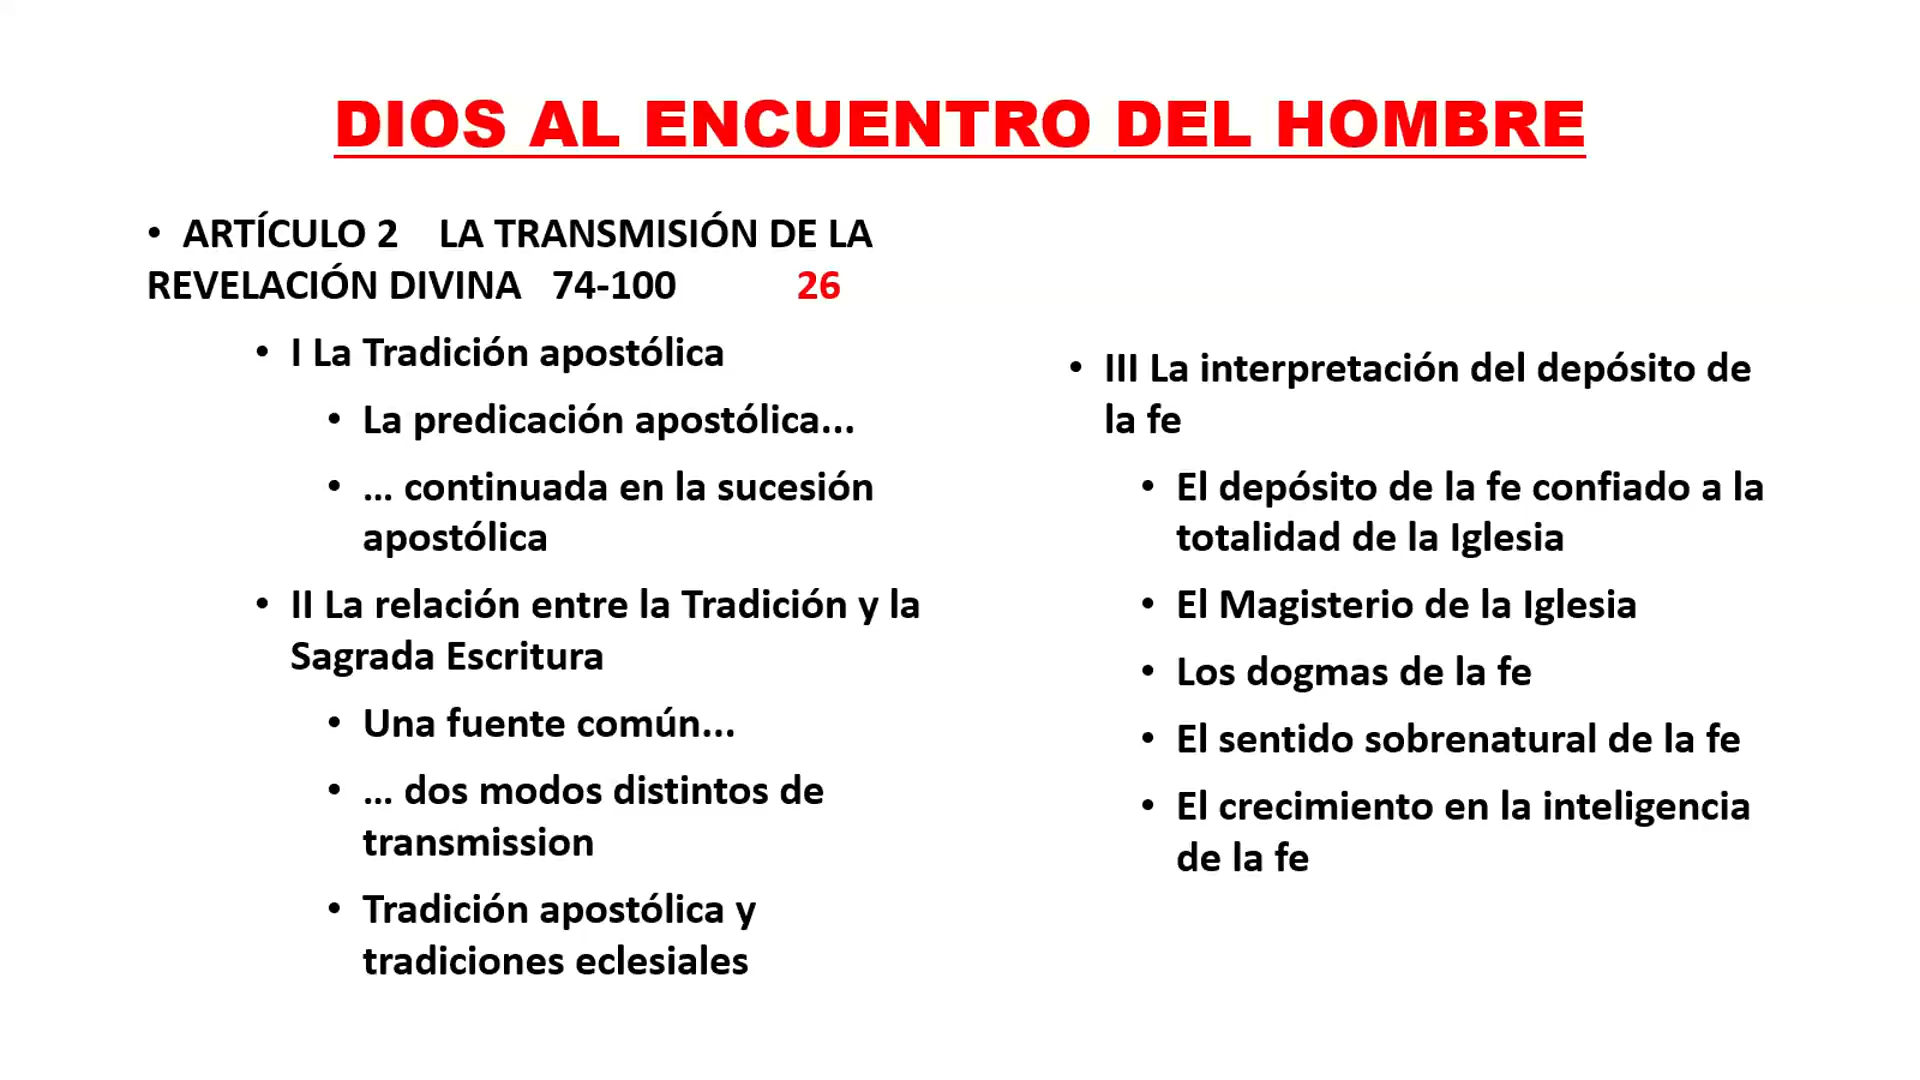 DIOS AL ENCUENTRO DEL HOMBRE
• ARTÍCULO 2 LA TRANSMISIÓN DE LA
REVELACIÓN DIVINA 74-100 26
• I La Tradición apostólica
• La predicación apostólica...
• ... continuada en la sucesión
apostólica
• II La relación entre la Tradición y la
Sagrada Escritura
• Una fuente común...
• ... dos modos distintos de
transmission
• Tradición apostólica y
tradiciones eclesiales
• III La interpretación del depósito de
la fe
• El depósito de la fe confiado a la
totalidad de la Iglesia
• El Magisterio de la Iglesia
• Los dogmas de la fe
• El sentido sobrenatural de la fe
• El crecimiento en la inteligencia
de la fe